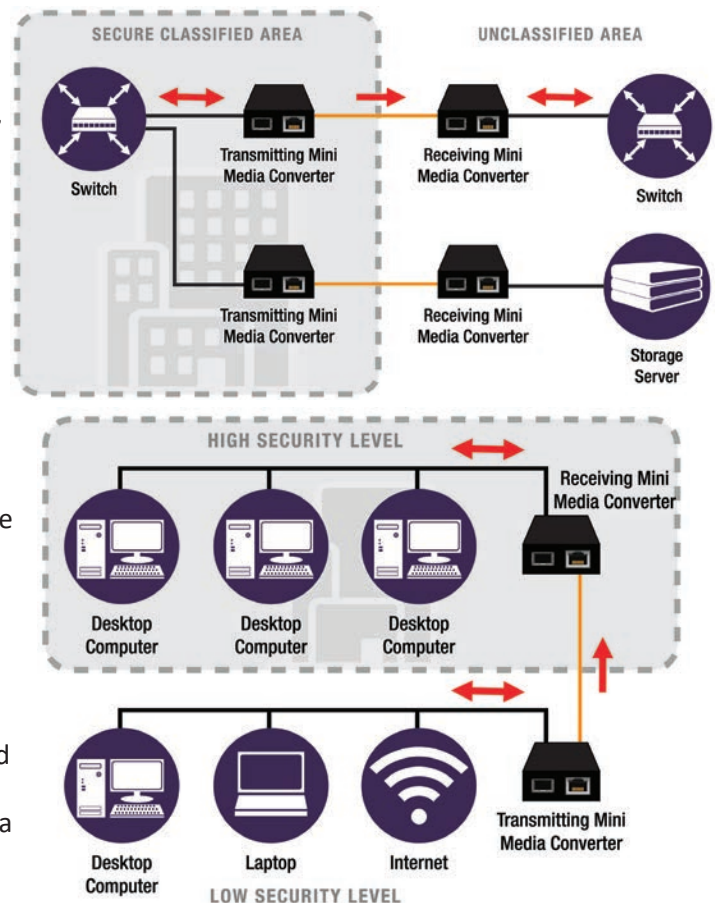 SECURE CLASSIFIED AREA
UNCLASSIFIED AREA
Transmitting Mini
Media Converter
Receiving Mini
Media Converter
Switch
Switch
Transmitting Mini
Media Converter
Receiving Mini
Media Converter
Storage
Server
HIGH SECURITY LEVEL
Receiving Mini
Media Converter
Desktop
Computer
Desktop
Computer
Desktop
Computer
Transmitting Mini
Media Converter
Desktop
Computer
Laptop
Internet
LOW SECURITY LEVEL